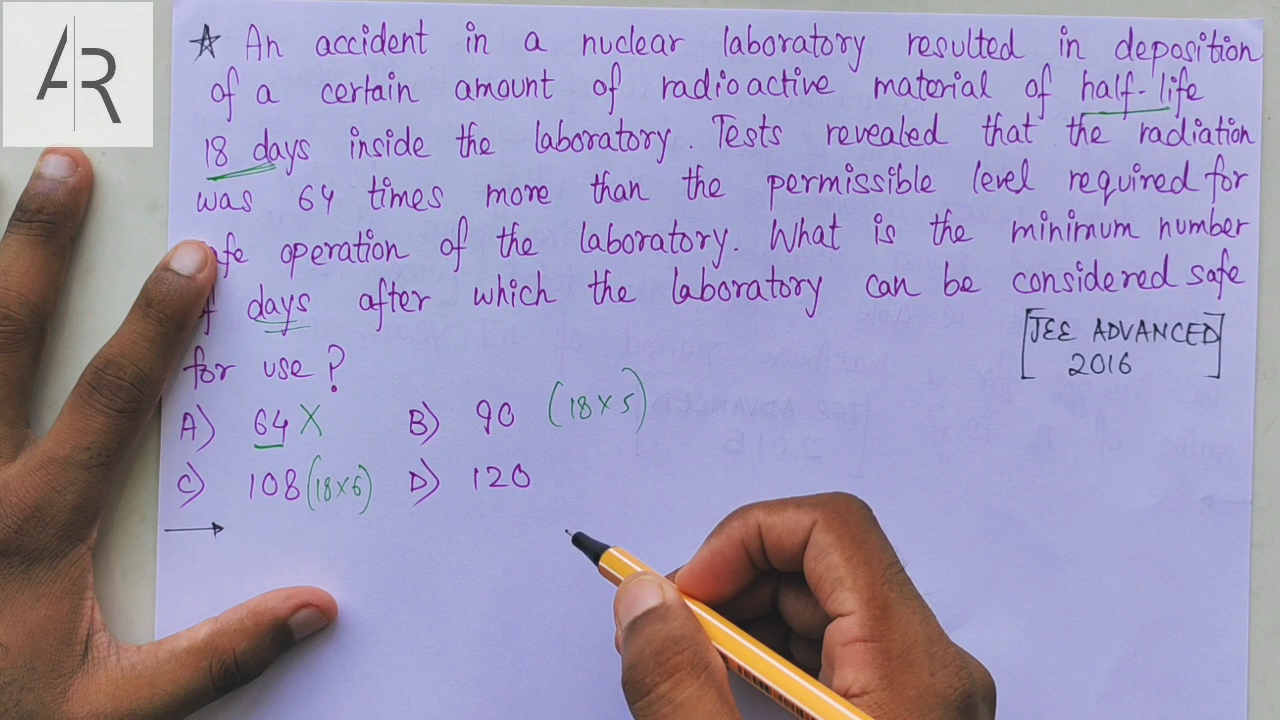 AR
☆ An accident in a nuclear laboratory resulted in deposition
of a certain amount of radioactive material of half-life
18 days inside the laboratory. Tests revealed that the radiation
was 64 times more than the permissible level required for
afe operation of the laboratory. What is the minimum number
f days after which the laboratory can be considered safe
for use?
[JEE ADVANCED
2016]
A) 64 X B) 90 (18×5)
C) 108 (18×6) D) 120
→